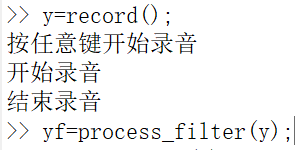 >> y=record();
按任意键开始录音
开始录音
结束录音
>> yf=process_filter(y);